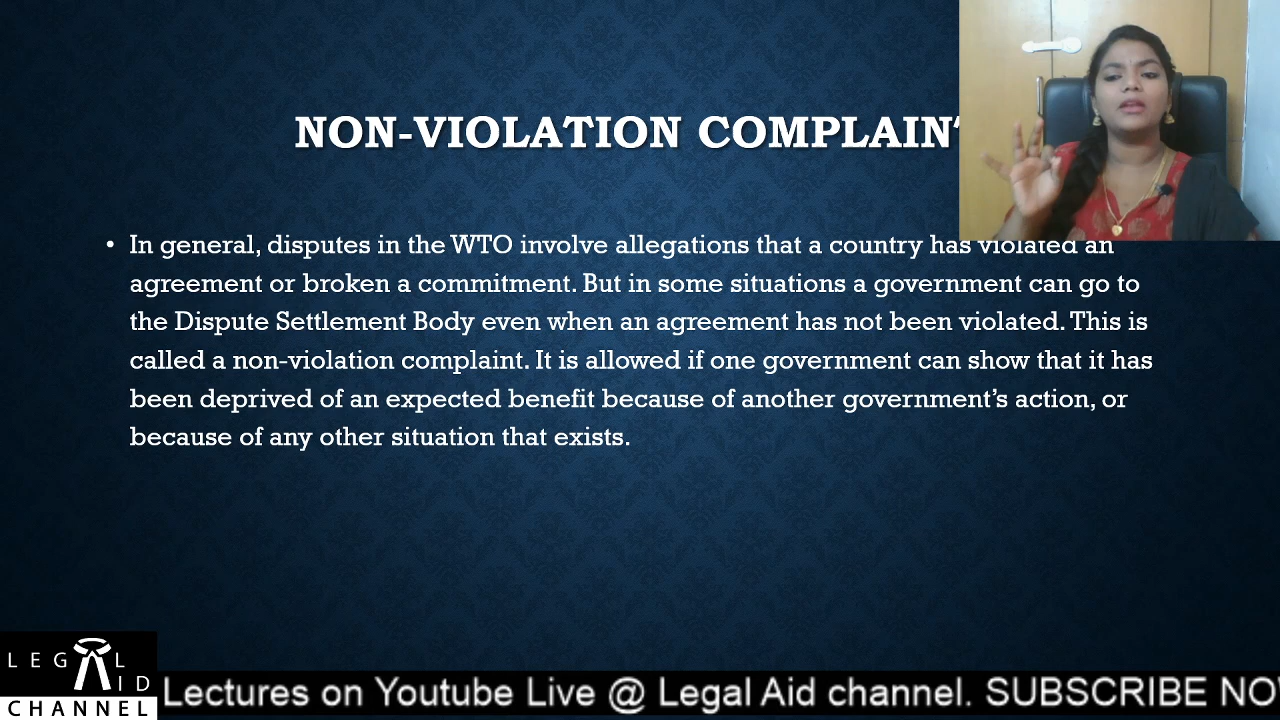 NON-VIOLATION COMPLAIN
• In general, disputes in the WTO involve allegations that a country has violated an
agreement or broken a commitment. But in some situations a government can go to
the Dispute Settlement Body even when an agreement has not been violated. This is
called a non-violation complaint. It is allowed if one government can show that it has
been deprived of an expected benefit because of another government’s action, or
because of any other situation that exists.
LEGAL
AID
CHANNEL
Lectures on Youtube Live @ Legal Aid channel. SUBSCRIBE NO